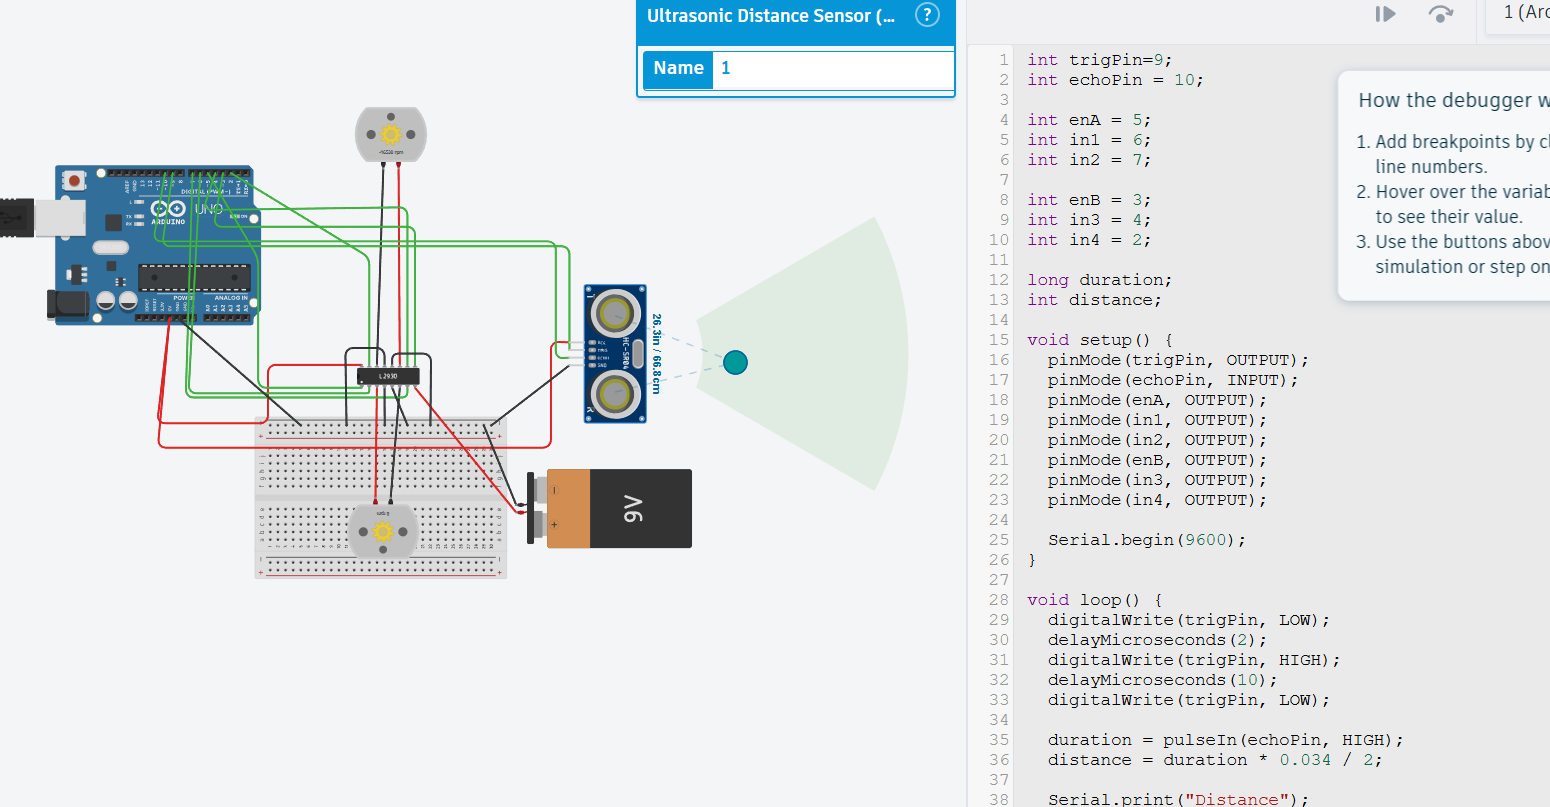 Ultrasonic Distance Sensor (...
?
Name 1
1 (Arc
UNO
ARDUINO
DIGITAL (PWM~)
POWER
ANALOG IN
L293D
26.3in / 66.8cm
HC-SR04
9V
1 int trigPin=9;
2 int echoPin = 10;
3
4 int enA = 5;
5 int in1 = 6;
6 int in2 = 7;
7
8 int enB = 3;
9 int in3 = 4;
10 int in4 = 2;
11
12 long duration;
13 int distance;
14
15 void setup() {
16 pinMode(trigPin, OUTPUT);
17 pinMode(echoPin, INPUT);
18 pinMode(enA, OUTPUT);
19 pinMode(in1, OUTPUT);
20 pinMode(in2, OUTPUT);
21 pinMode(enB, OUTPUT);
22 pinMode(in3, OUTPUT);
23 pinMode(in4, OUTPUT);
24
25 Serial.begin(9600);
26 }
27
28 void loop() {
29 digitalWrite(trigPin, LOW);
30 delayMicroseconds(2);
31 digitalWrite(trigPin, HIGH);
32 delayMicroseconds(10);
33 digitalWrite(trigPin, LOW);
34
35 duration = pulseIn(echoPin, HIGH);
36 distance = duration * 0.034 / 2;
37
38 Serial.print("Distance");
How the debugger w
1. Add breakpoints by cl
line numbers.
2. Hover over the variab
to see their value.
3. Use the buttons abov
simulation or step on